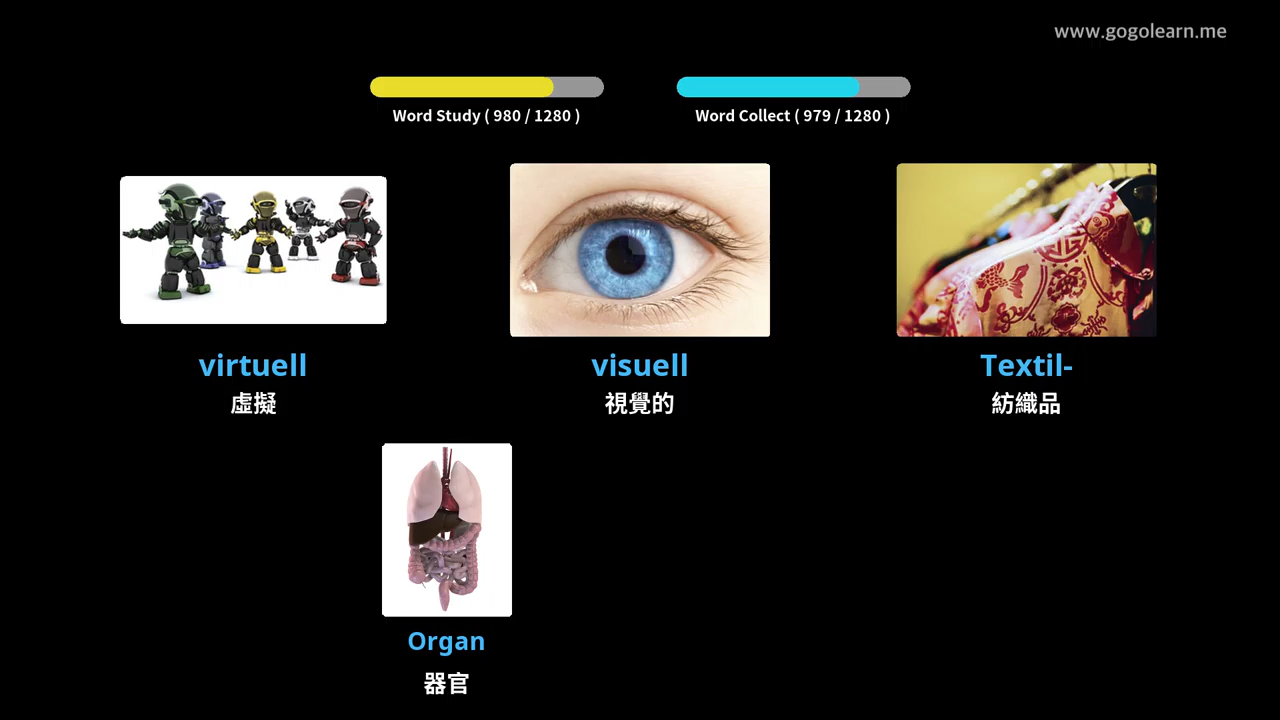 www.gogolearn.me
Word Study ( 980 / 1280 )
Word Collect ( 979 / 1280 )
virtuell
虛擬
visuell
視覺的
Textil-
紡織品
Organ
器官